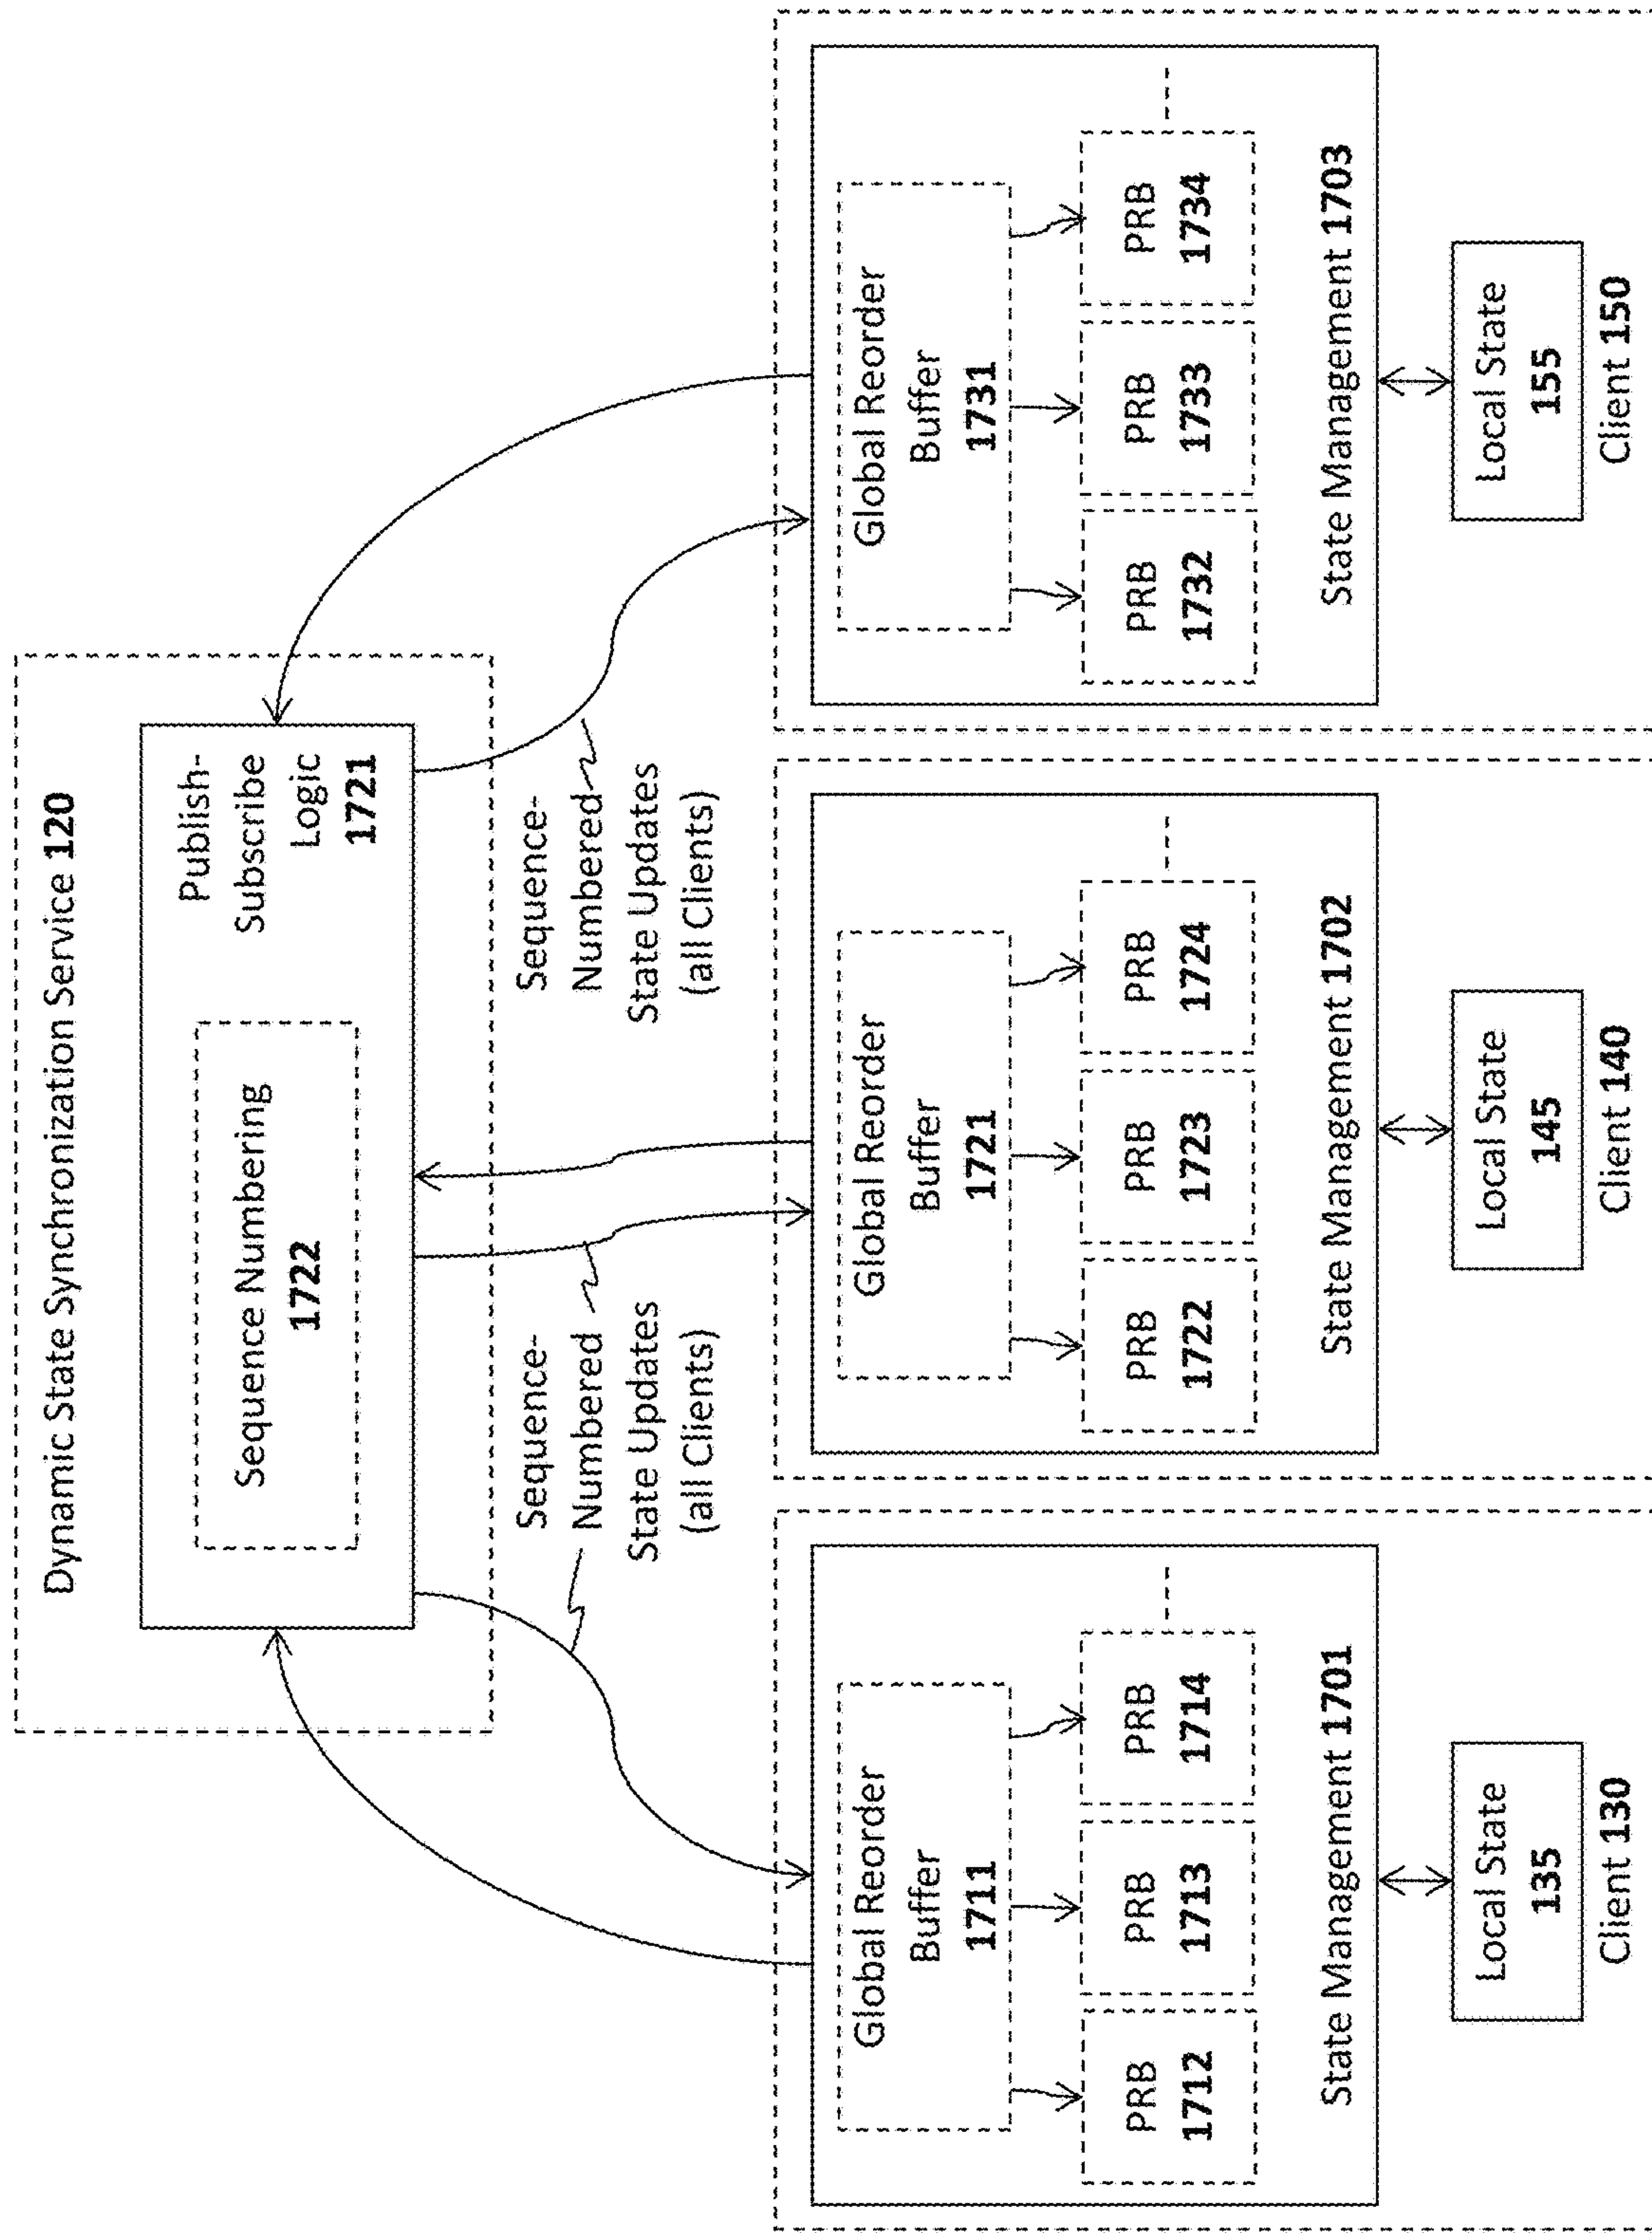 Dynamic State Synchronization Service 120
Sequence Numbering
1722
Publish-
Subscribe
Logic
1721
Sequence-
Numbered
State Updates
(all Clients)
Sequence-
Numbered
State Updates
(all Clients)
Global Reorder
Buffer
1711
PRB
1712
PRB
1713
PRB
1714
State Management 1701
Local State
135
Client 130
Global Reorder
Buffer
1721
PRB
1722
PRB
1723
PRB
1724
State Management 1702
Local State
145
Client 140
Global Reorder
Buffer
1731
PRB
1732
PRB
1733
PRB
1734
State Management 1703
Local State
155
Client 150